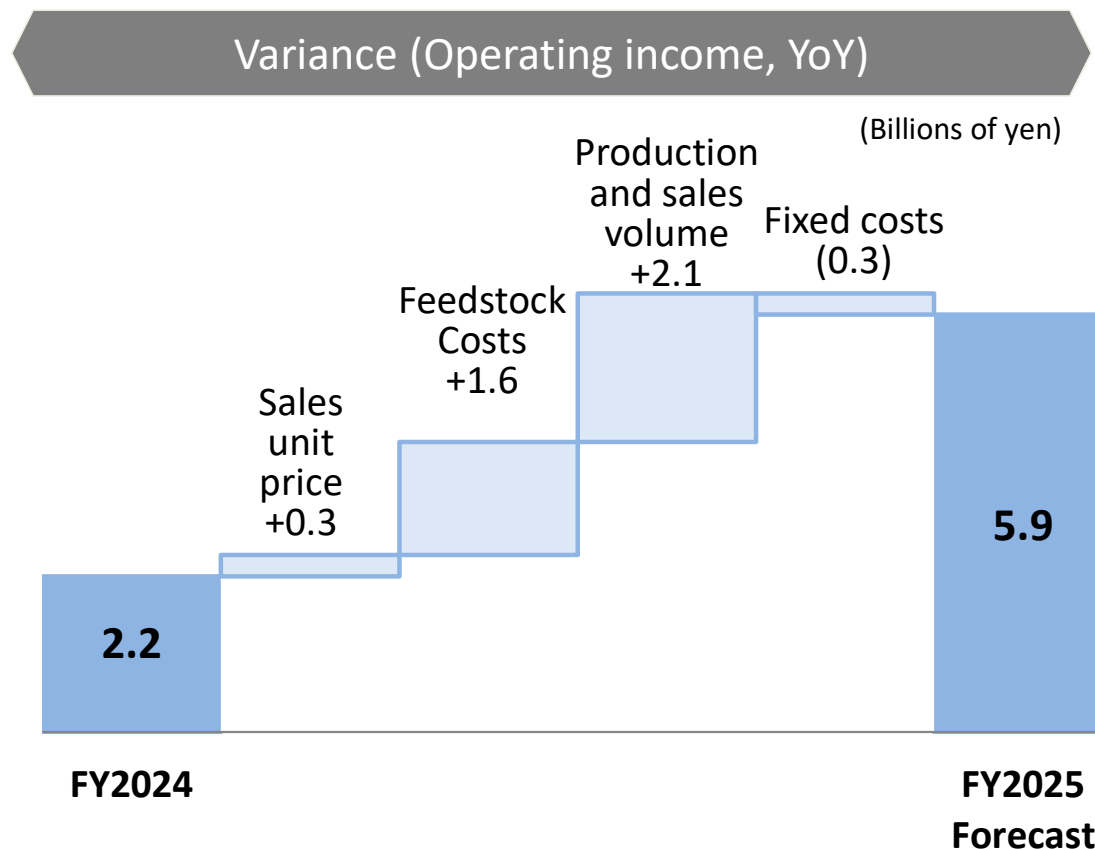 Variance (Operating income, YoY)
(Billions of yen)
Production
and sales
volume
+2.1
Fixed costs
(0.3)
Feedstock
Costs
+1.6
Sales
unit
price
+0.3
5.9
2.2
FY2024
FY2025
Forecast